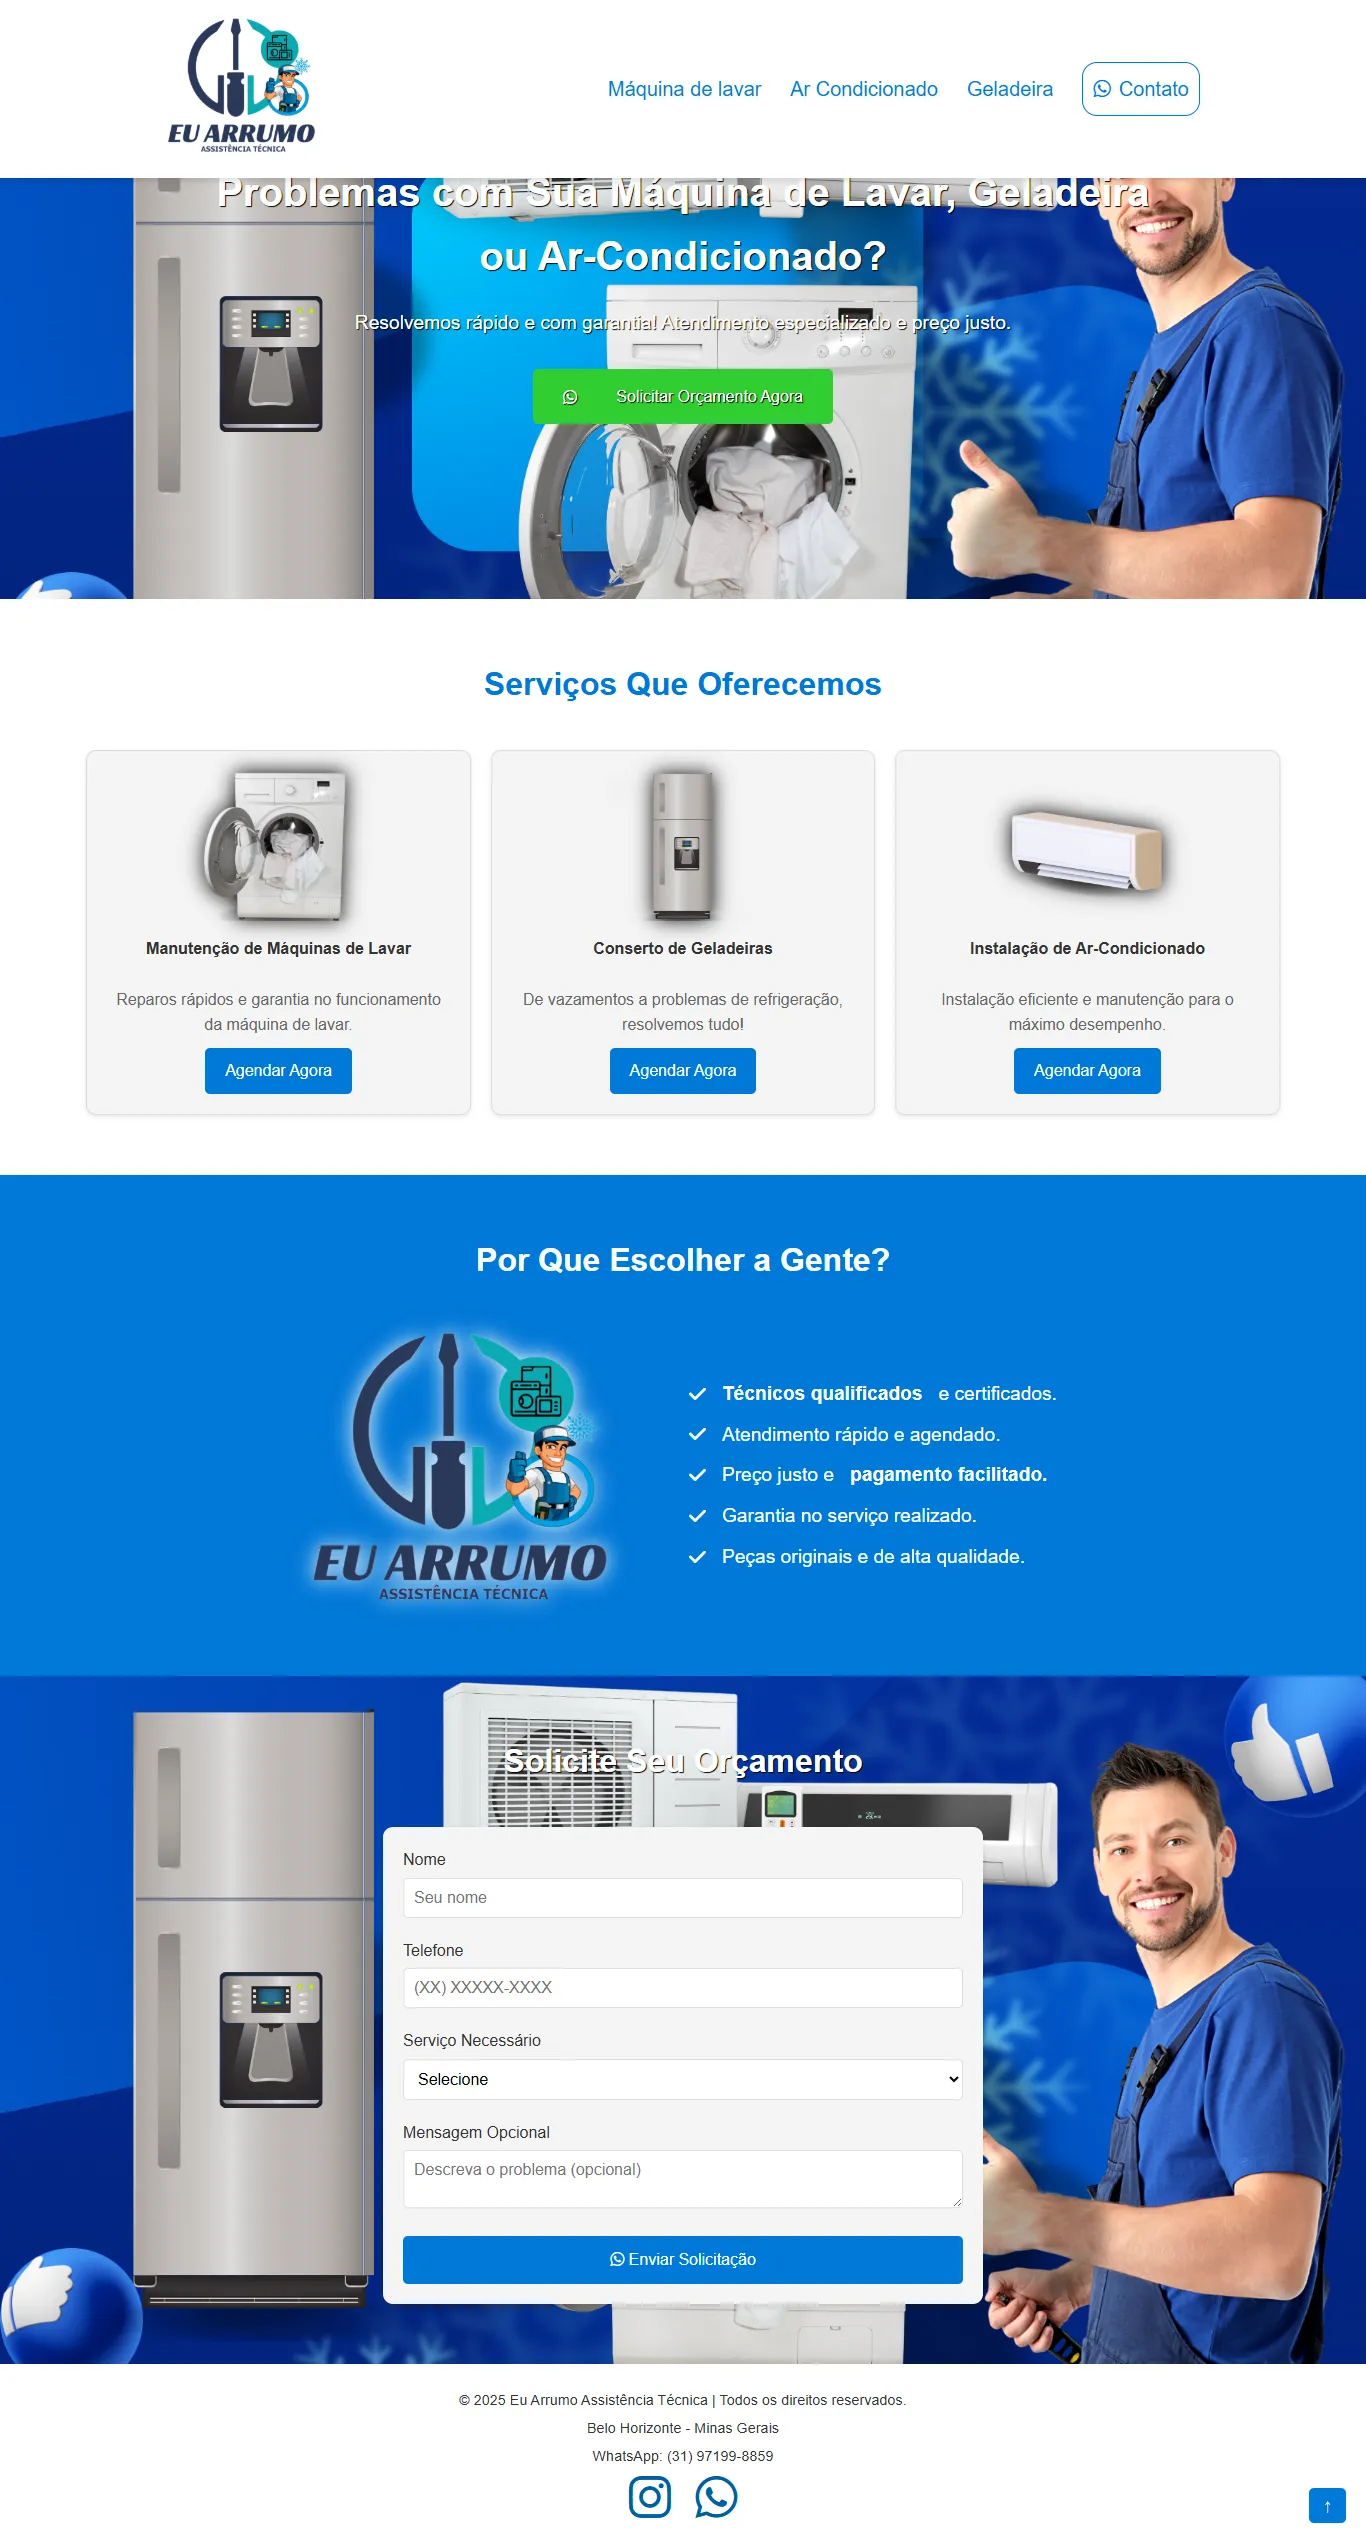 EU ARRUMO
ASSISTÊNCIA TÉCNICA
Máquina de lavar
Ar Condicionado
Geladeira
Contato
Problemas com Sua Máquina de Lavar, Geladeira
ou Ar-Condicionado?
Resolvemos rápido e com garantia! Atendimento especializado e preço justo.
Solicitar Orçamento Agora
Serviços Que Oferecemos
Manutenção de Máquinas de Lavar
Reparos rápidos e garantia no funcionamento
da máquina de lavar.
Agendar Agora
Conserto de Geladeiras
De vazamentos a problemas de refrigeração,
resolvemos tudo!
Agendar Agora
Instalação de Ar-Condicionado
Instalação eficiente e manutenção para o
máximo desempenho.
Agendar Agora
Por Que Escolher a Gente?
EU ARRUMO
ASSISTÊNCIA TÉCNICA
Técnicos qualificados e certificados.
Atendimento rápido e agendado.
Preço justo e pagamento facilitado.
Garantia no serviço realizado.
Peças originais e de alta qualidade.
Solicite Seu Orçamento
Nome
Seu nome
Telefone
(XX) XXXXX-XXXX
Serviço Necessário
Selecione
Mensagem Opcional
Descreva o problema (opcional)
Enviar Solicitação
© 2025 Eu Arrumo Assistência Técnica | Todos os direitos reservados.
Belo Horizonte - Minas Gerais
WhatsApp: (31) 97199-8859
↑